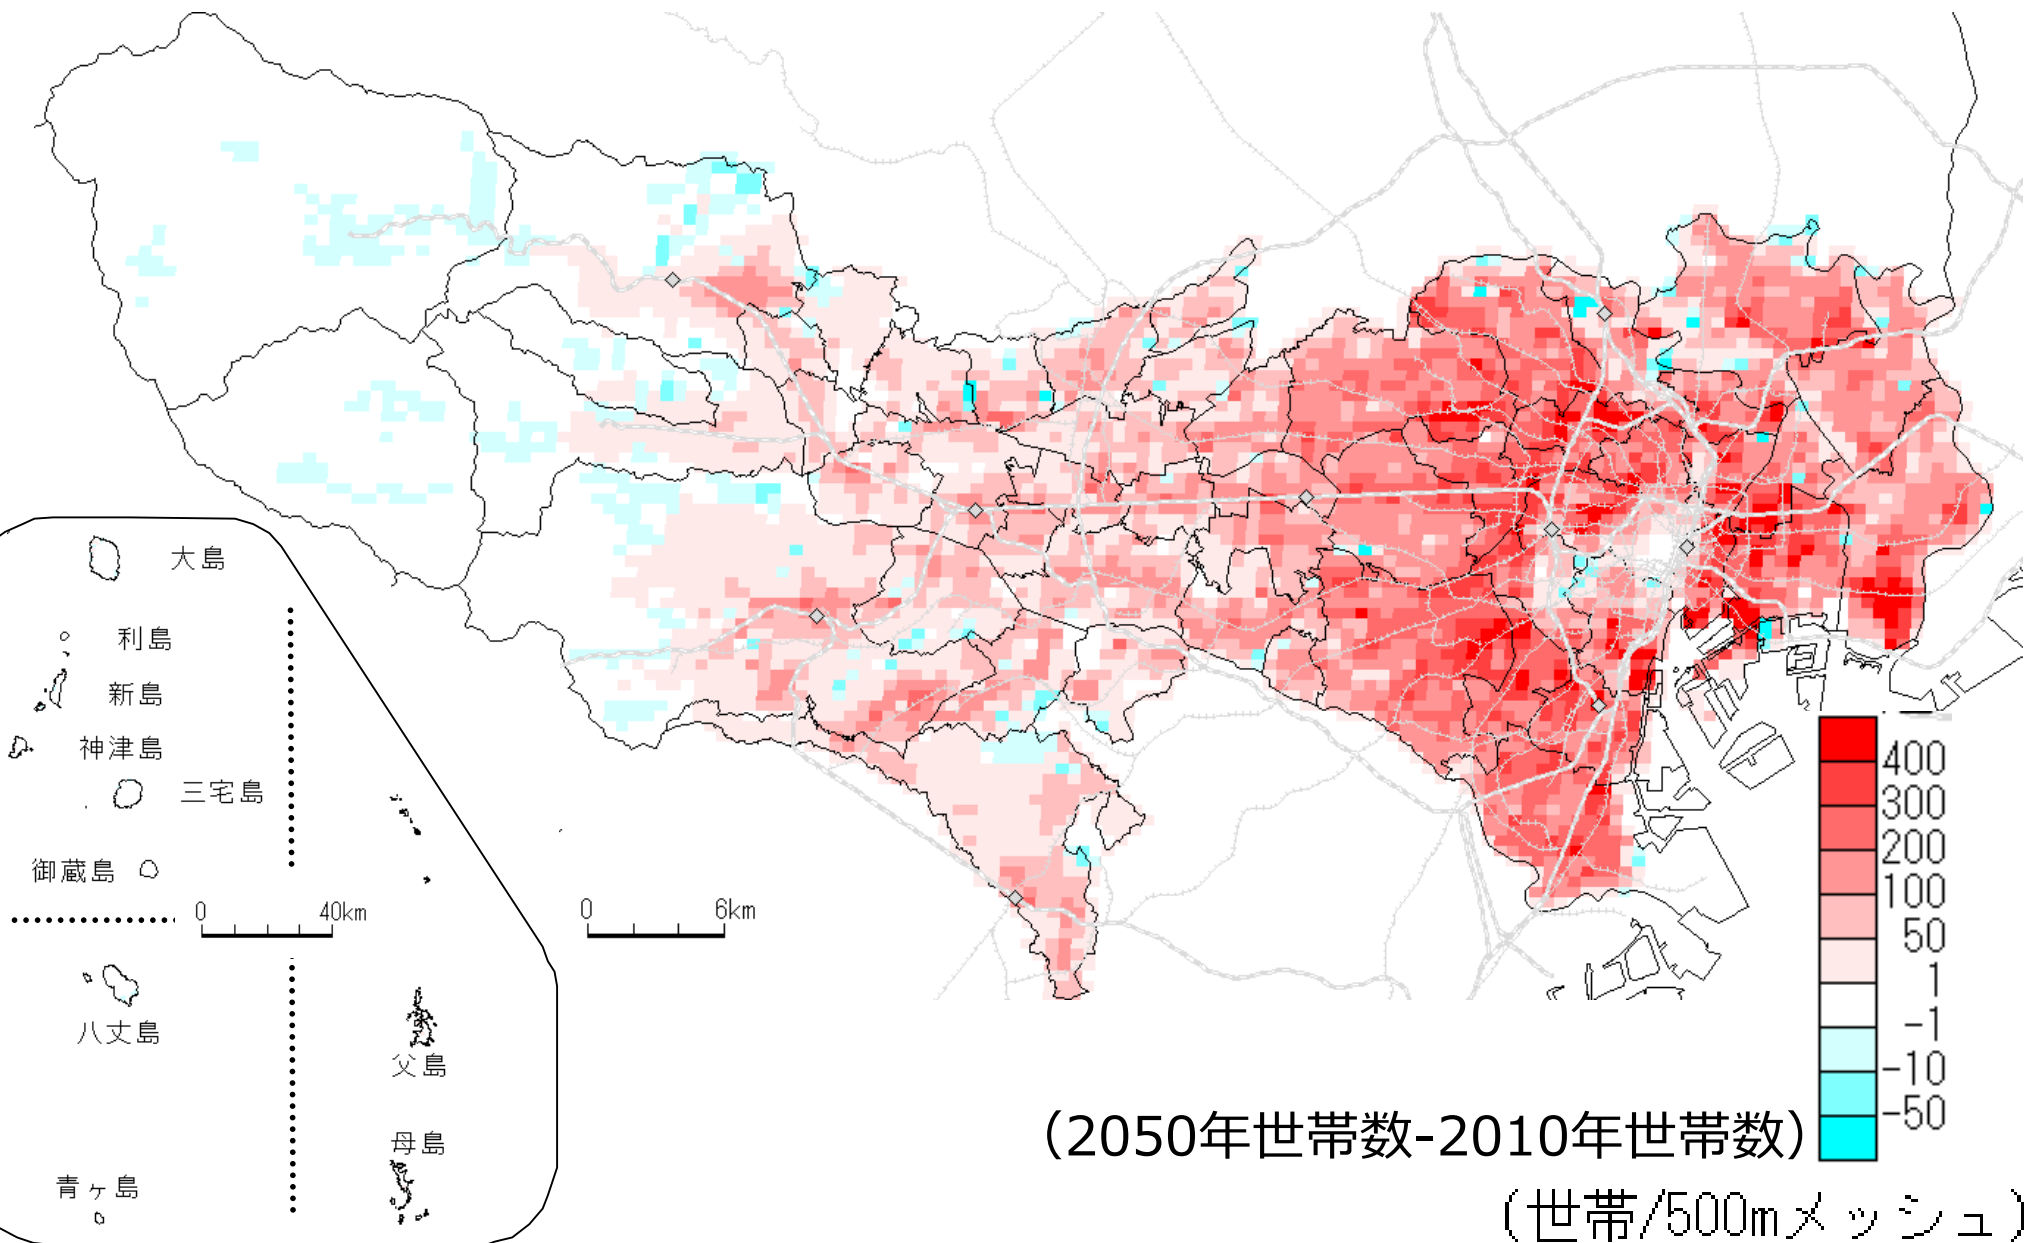 大島
利島
新島
神津島
三宅島
御蔵島
0 40km
八丈島
父島
母島
青ヶ島
0 6km
400
300
200
100
50
1
-1
-10
-50
（2050年世帯数-2010年世帯数）
(世帯/500mメッシュ)